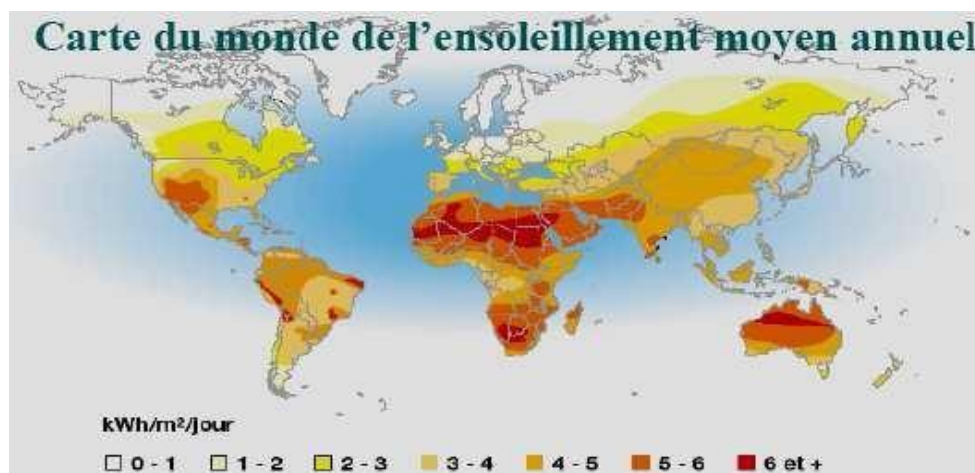 Carte du monde de l'ensoleillement moyen annuel
kWh/m²/jour
0 - 1 1 - 2 2 - 3 3 - 4 4 - 5 5 - 6 6 et +